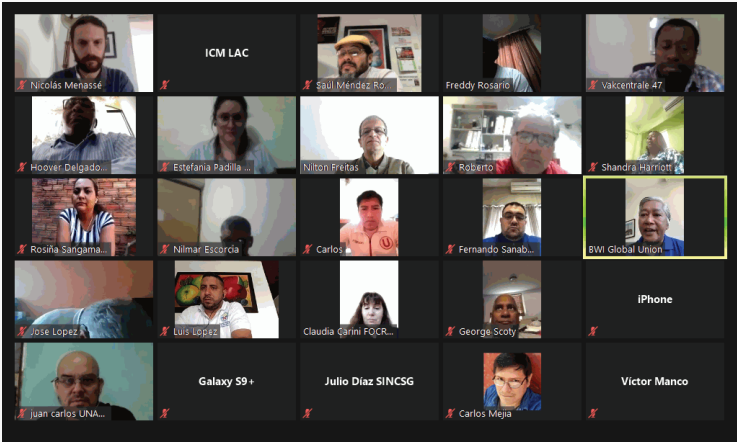 Nicolás Menassé
ICM LAC
Saúl Méndez Ro...
Freddy Rosario
Vakcentrale 47
Hoover Delgado...
Estefania Padilla ...
Nilton Freitas
Roberto
Shandra Harriott
Rosiña Sangama...
Nilmar Escorcia
Carlos
Fernando Sanab...
BWI Global Union
Jose Lopez
Luis Lopez
Claudia Carini FOCR...
George Scoty
iPhone
juan carlos UNA...
Galaxy S9+
Julio Díaz SINCSG
Carlos Mejia
Víctor Manco